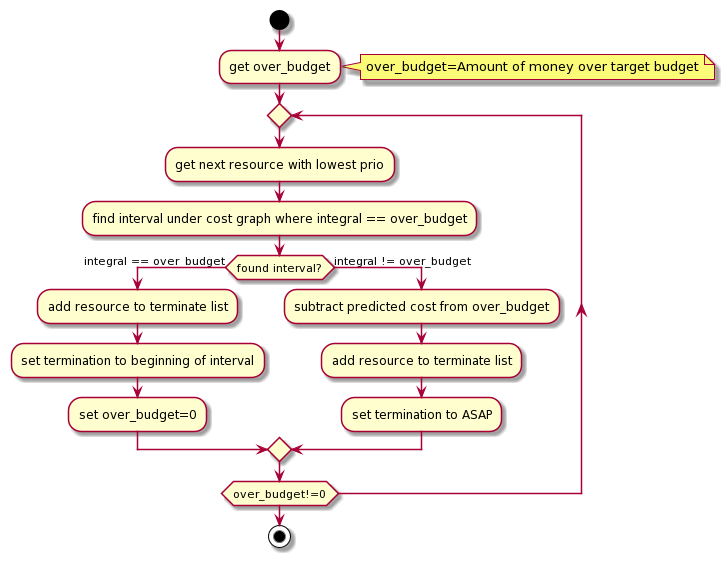 get over_budget
over_budget=Amount of money over target budget
get next resource with lowest prio
find interval under cost graph where integral == over_budget
integral == over_budget
found interval?
integral != over_budget
add resource to terminate list
subtract predicted cost from over_budget
set termination to beginning of interval
add resource to terminate list
set over_budget=0
set termination to ASAP
over_budget!=0